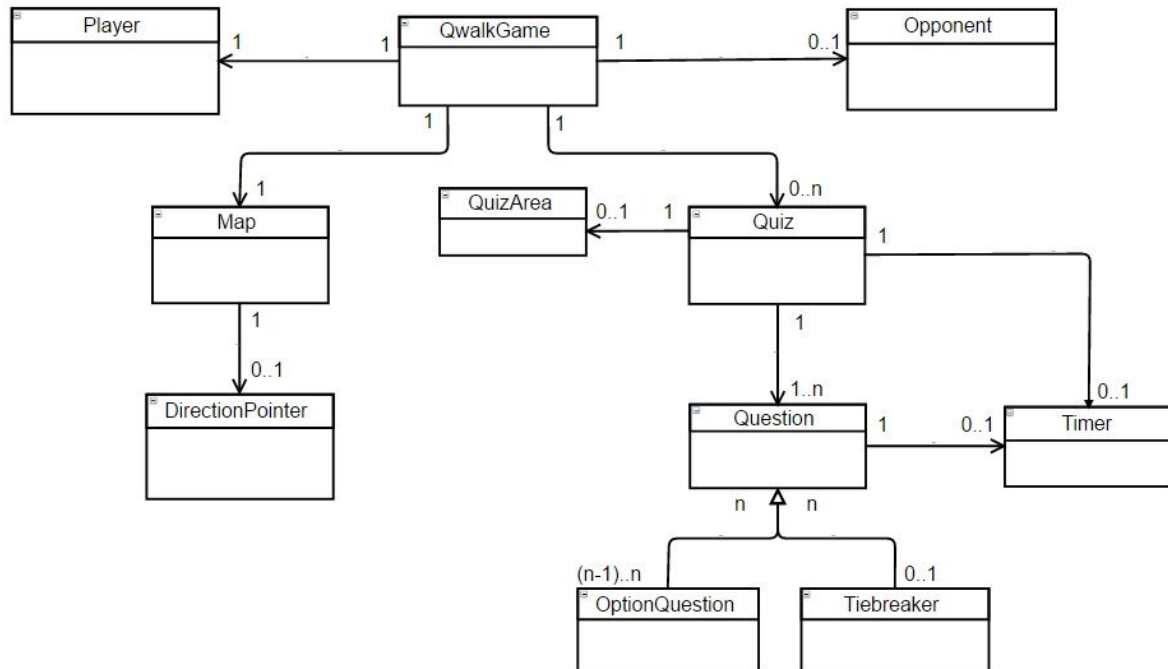 Player
QwalkGame
Opponent
1
1
1
0..1
1
1
1
0..n
Map
QuizArea
0..1
1
Quiz
1
1
1
0..1
1..n
0..1
DirectionPointer
Question
1
0..1
Timer
n
n
(n-1)..n
0..1
OptionQuestion
Tiebreaker